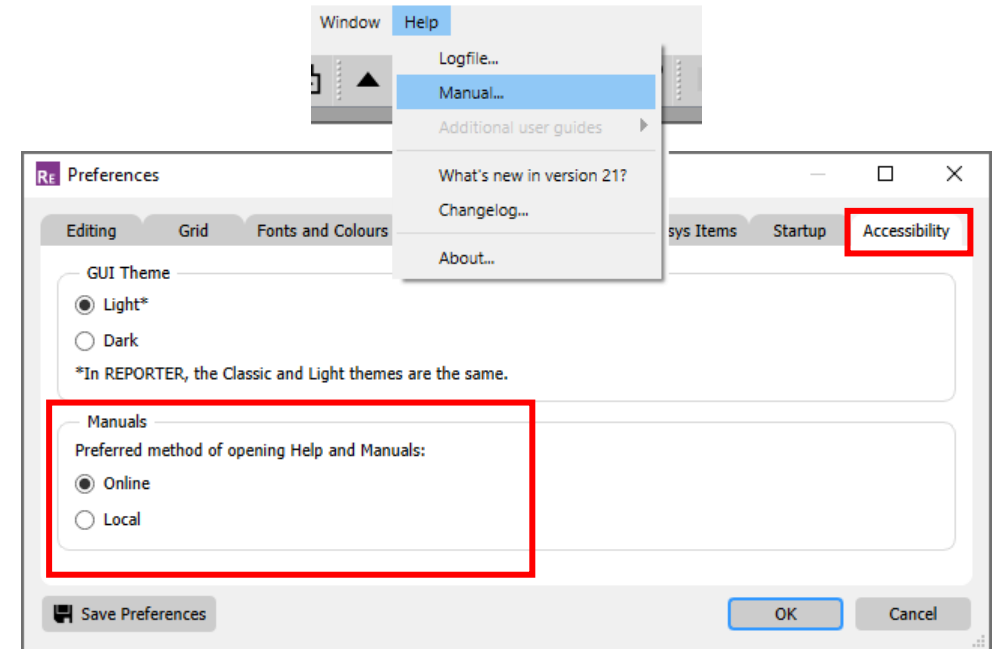 Window Help
Logfile...
Manual...
Additional user guides
What's new in version 21?
Changelog...
About...
RE Preferences
Editing Grid Fonts and Colours sys Items Startup Accessibility
GUI Theme
Light*
Dark
*In REPORTER, the Classic and Light themes are the same.
Manuals
Preferred method of opening Help and Manuals:
Online
Local
Save Preferences OK Cancel